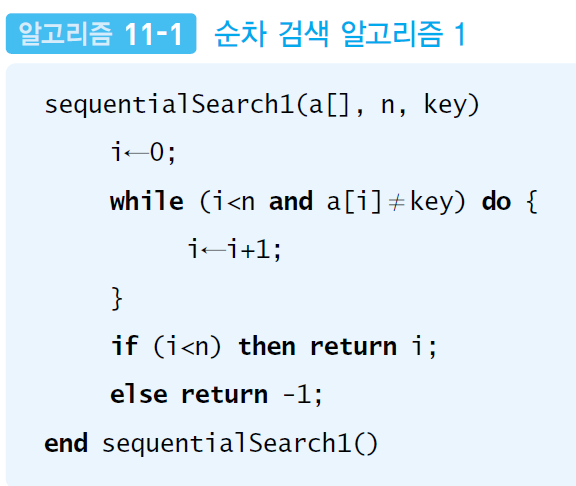 알고리즘 11-1 순차 검색 알고리즘 1
sequentialSearch1(a[], n, key)
i←0;
while (i<n and a[i]≠key) do {
i←i+1;
}
if (i<n) then return i;
else return -1;
end sequentialSearch1()